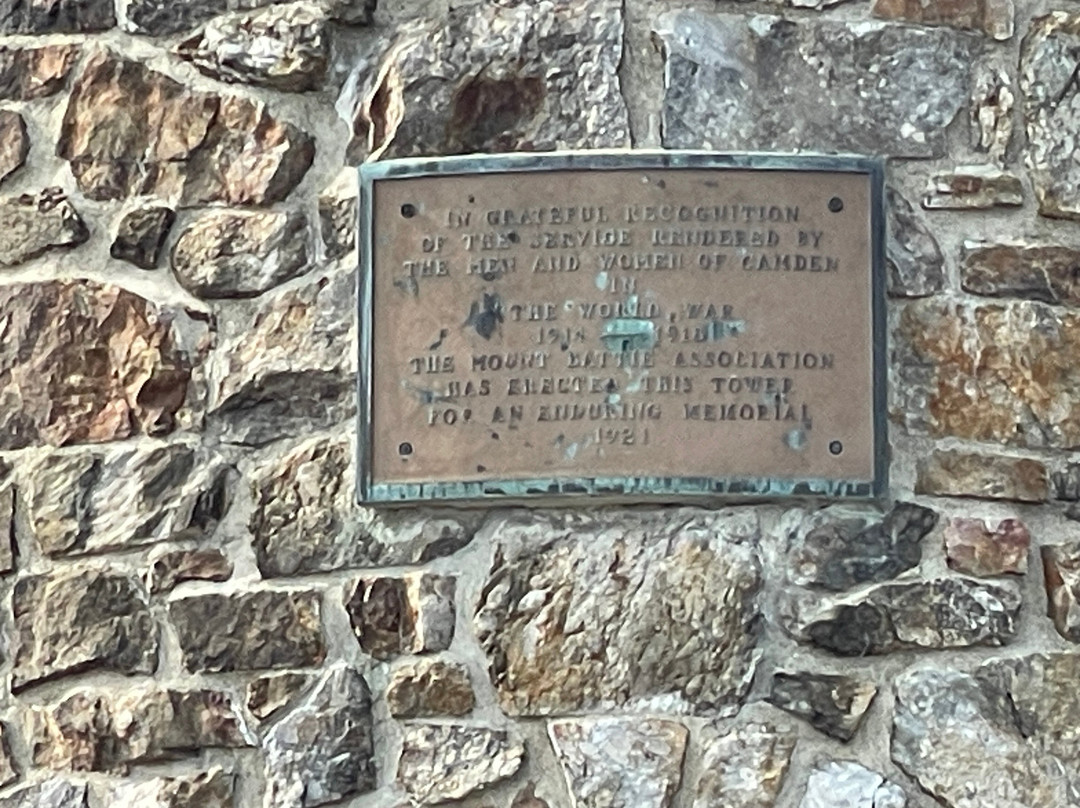 IN GRATEFUL RECOGNITION
OF THE SERVICE RENDERED BY
THE MEN AND WOMEN OF CAMDEN
IN
THE WORLD WAR
1914 1918
THE MOUNT BATTIE ASSOCIATION
HAS ERECTED THIS TOWER
FOR AN ENDURING MEMORIAL
1921